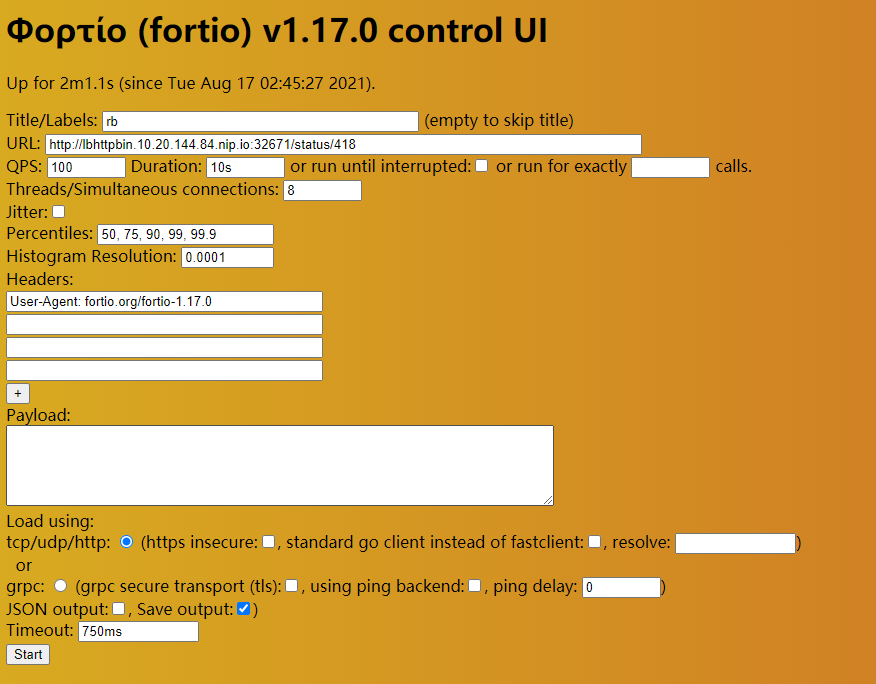 Φορτίο (fortio) v1.17.0 control UI
Up for 2m1.1s (since Tue Aug 17 02:45:27 2021).
Title/Labels: rb (empty to skip title)
URL: http://lbhttpbin.10.20.144.84.nip.io:32671/status/418
QPS: 100 Duration: 10s or run until interrupted: or run for exactly calls.
Threads/Simultaneous connections: 8
Jitter:
Percentiles: 50, 75, 90, 99, 99.9
Histogram Resolution: 0.0001
Headers:
User-Agent: fortio.org/fortio-1.17.0
+
Payload:
Load using:
tcp/udp/http: (https insecure: , standard go client instead of fastclient: , resolve: )
or
grpc: (grpc secure transport (tls): , using ping backend: , ping delay: 0 )
JSON output: , Save output: )
Timeout: 750ms
Start